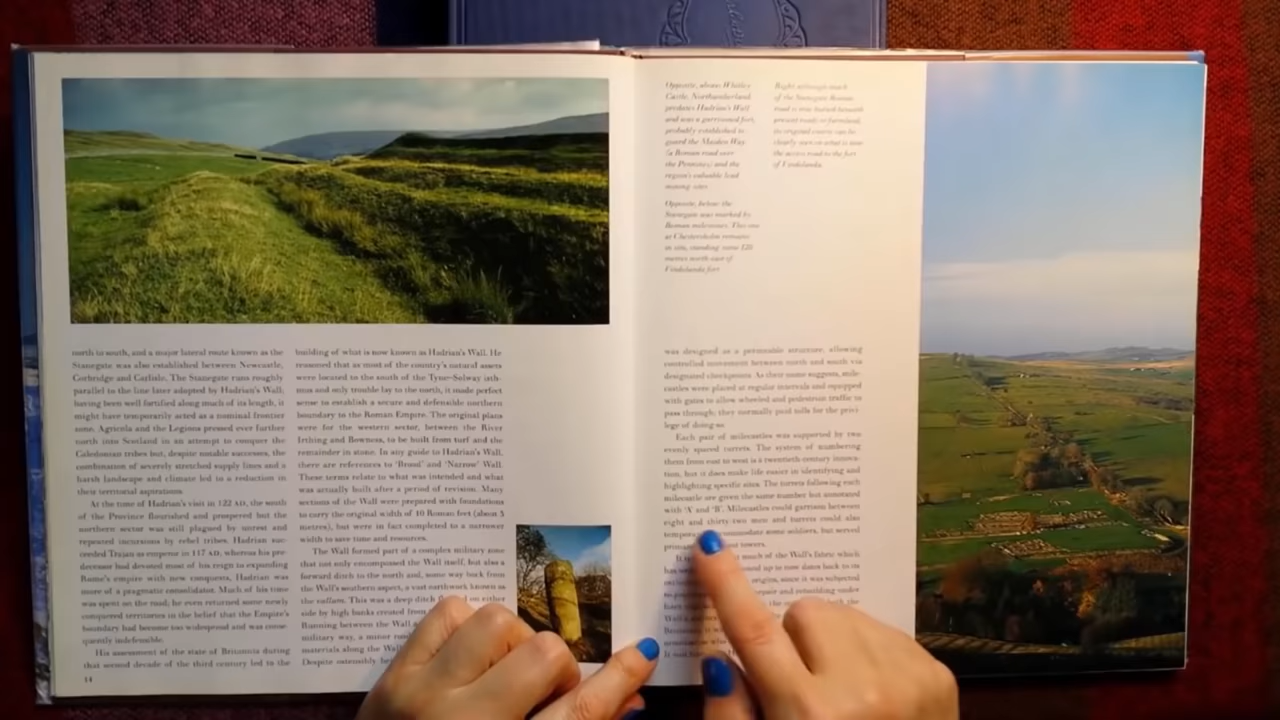 north to south, and a major lateral route known as the
Stanegate was also established between Newcastle,
Corbridge and Carlisle. The Stanegate runs roughly
parallel to the line later adopted by Hadrian's Wall,
having been well fortified along much of its length, it
might have temporarily acted as a nominal frontier
zone. Agricola and the Legions pressed ever further
north into Scotland in an attempt to conquer the
Caledonian tribes but, despite notable successes, the
combination of severely stretched supply lines and a
harsh landscape and climate led to a reduction in
their territorial aspirations.
At the time of Hadrian's visit in 122 AD, the south
of the Province flourished and prospered but the
northern sector was still plagued by unrest and
repeated incursions by rebel tribes. Hadrian suc-
ceeded Trajan as emperor in 117 AD, whereas his pre-
decessor had devoted most of his reign to expanding
Rome's empire with new conquests, Hadrian was
more of a pragmatic consolidator. Much of his time
was spent on the road; he even returned some newly
conquered territories in the belief that the Empire's
boundary had become too widespread and was conse-
quently indefensible.
His assessment of the state of Britannia during
that second decade of the third century led to the
14
building of what is now known as Hadrian's Wall. He
reasoned that as most of the country's natural assets
were located to the south of the Tyne-Solway isth-
mus and only trouble lay to the north, it made perfect
sense to establish a secure and defensible northern
boundary to the Roman Empire. The original plans
were for the western sector, between the River
Irthing and Bowness, to be built from turf and the
remainder in stone. In any guide to Hadrian's Wall,
there are references to 'Broad' and 'Narrow' Wall.
These terms relate to what was intended and what
was actually built after a period of revision. Many
sections of the Wall were prepared with foundations
to carry the original width of 10 Roman feet (about 3
metres), but were in fact completed to a narrower
width to save time and resources.
The Wall formed part of a complex military zone
that not only encompassed the Wall itself, but also a
forward ditch to the north and, some way back from
the Wall's southern aspect, a vast earthwork known as
the vallum. This was a deep ditch on either
side by high banks created from
Running between the Wall
military way, a minor road
materials along the Wall
Despite ostensibly
Opposite, above: Whitley
Castle, Northumberland
predates Hadrian's Wall
and was a garrisoned fort,
probably established to
guard the Maiden Way
(a Roman road over
the Pennines) and the
region's valuable lead
mining sites
Opposite, below: the
Stanegate was marked by
Roman milestones. This one
at Chesterholm remains
in situ, standing some 120
metres north-east of
Vindolanda fort
Right: although much
of the Stanegate Roman
road is now buried beneath
present roads or farmland,
its original course can be
clearly seen in what is now
the access road to the fort
of Vindolanda.
was designed as a permeable structure, allowing
controlled movement between north and south via
designated checkpoints. As their name suggests, mile-
castles were placed at regular intervals and equipped
with gates to allow wheeled and pedestrian traffic to
pass through; they normally paid tolls for the privi-
lege of doing so.
Each pair of milecastles was supported by two
evenly spaced turrets. The system of numbering
them from east to west is a twentieth-century innova-
tion, but it does make life easier in identifying and
highlighting specific sites. The turrets following each
milecastle are given the same number but annotated
with 'A' and 'B'. Milecastles could garrison between
eight and thirty-two men and turrets could also
accommodate some soldiers, but served
towers.
much of the Wall's fabric which
up to now dates back to its
origins, since it was subjected
repair and rebuilding under